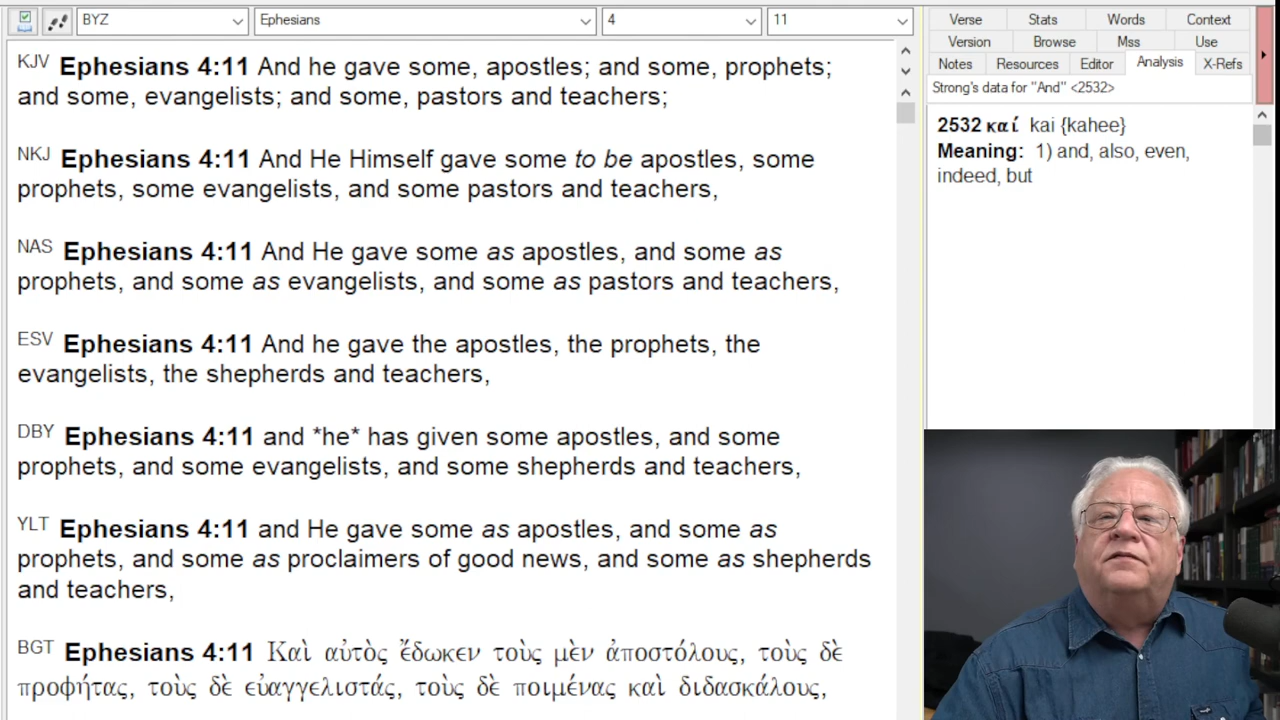 BYZ Ephesians 4 11
KJV Ephesians 4:11 And he gave some, apostles; and some, prophets;
and some, evangelists; and some, pastors and teachers;
NKJ Ephesians 4:11 And He Himself gave some to be apostles, some
prophets, some evangelists, and some pastors and teachers,
NAS Ephesians 4:11 And He gave some as apostles, and some as
prophets, and some as evangelists, and some as pastors and teachers,
ESV Ephesians 4:11 And he gave the apostles, the prophets, the
evangelists, the shepherds and teachers,
DBY Ephesians 4:11 and *he* has given some apostles, and some
prophets, and some evangelists, and some shepherds and teachers,
YLT Ephesians 4:11 and He gave some as apostles, and some as
prophets, and some as proclaimers of good news, and some as shepherds
and teachers,
BGT Ephesians 4:11 Καὶ αὐτὸς ἔδωκεν τοὺς μὲν ἀποστόλους, τοὺς δὲ
προφήτας, τοὺς δὲ εὐαγγελιστάς, τοὺς δὲ ποιμένας καὶ διδασκάλους,
Verse Stats Words Context
Version Browse Mss Use
Notes Resources Editor Analysis X-Refs
Strong's data for "And" <2532>
2532 καί kai {kahee}
Meaning: 1) and, also, even,
indeed, but